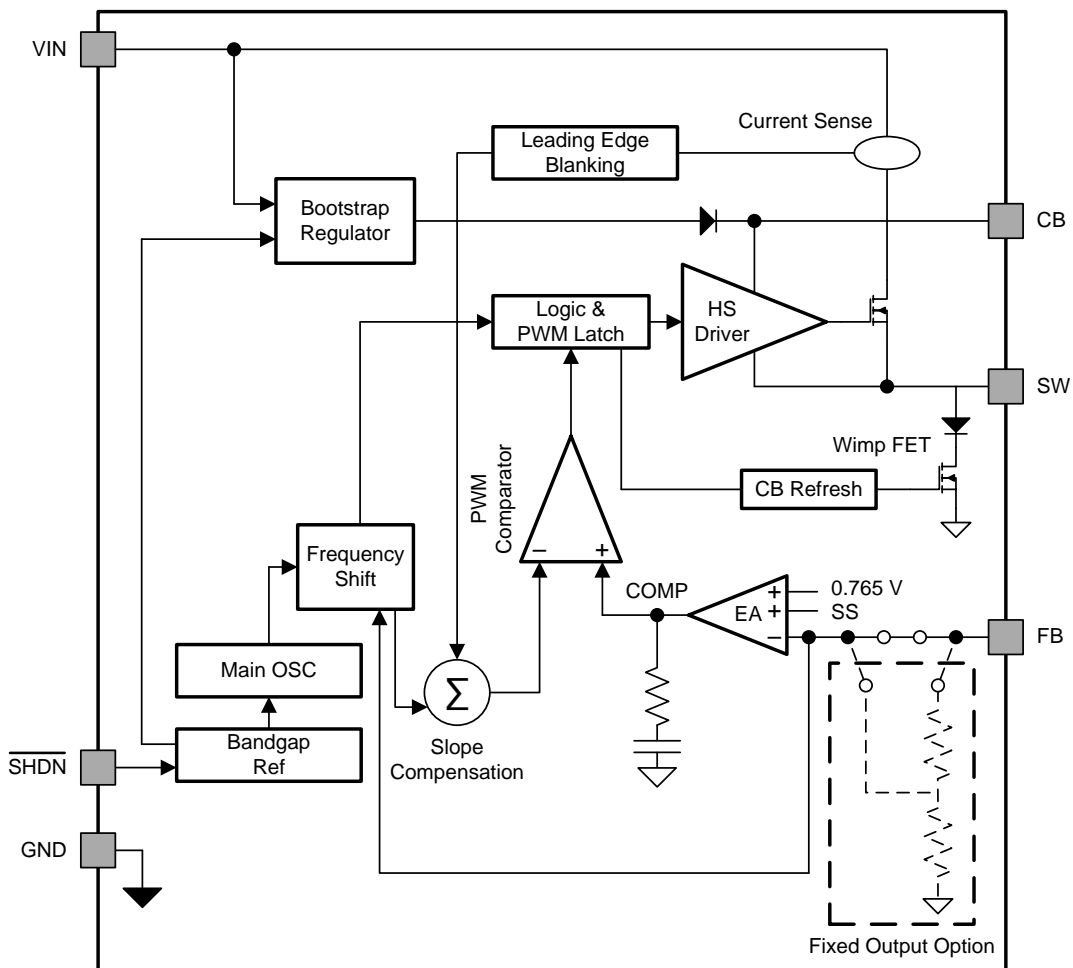 VIN
Current Sense
Leading Edge
Blanking
Bootstrap
Regulator
CB
Logic &
PWM Latch
HS
Driver
SW
Wimp FET
PWM
Comparator
CB Refresh
Frequency
Shift
–
+
COMP
EA
+
+
–
0.765 V
SS
FB
Main OSC
Σ
Bandgap
Ref
SHDN
Slope
Compensation
GND
Fixed Output Option